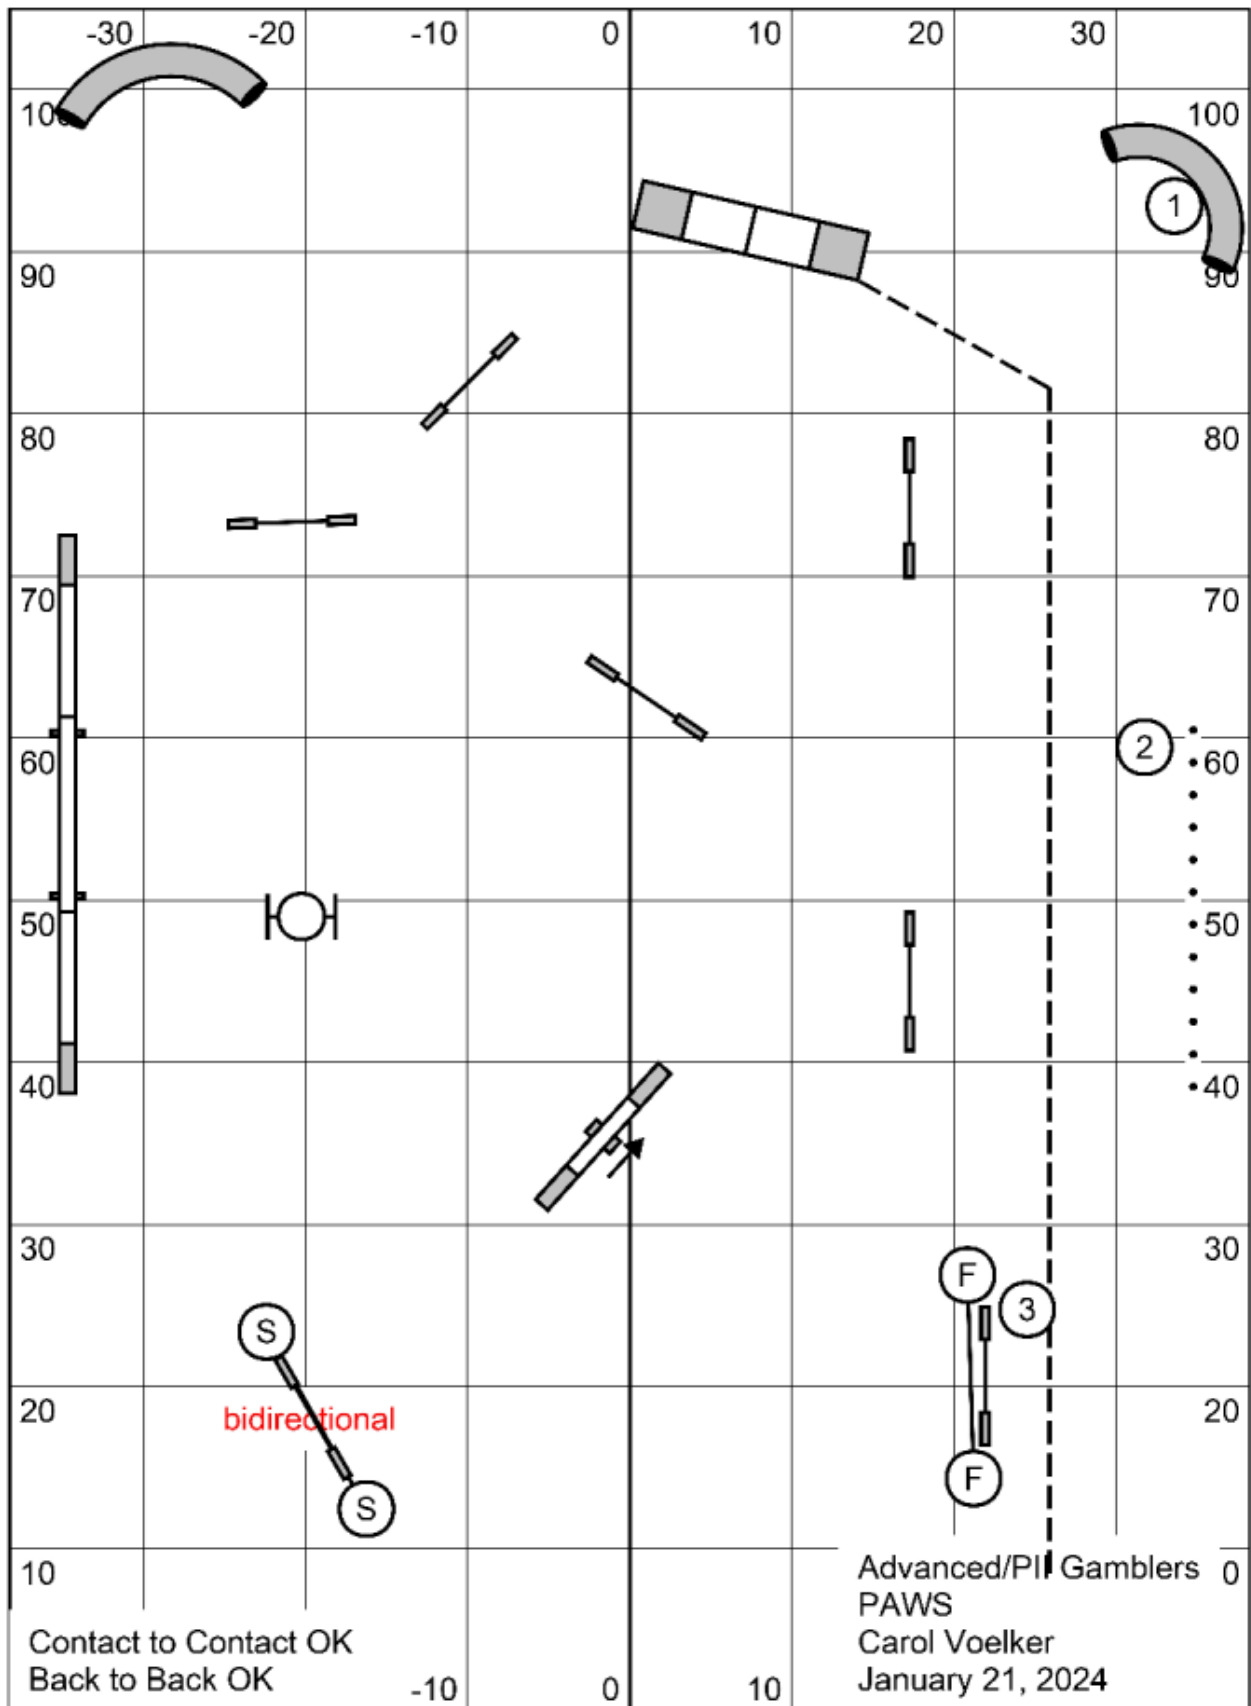 -30 -20 -10 0 10 20 30
100 100
1
90 90
80 80
70 70
2
60 60
50 50
40 40
30 30
F
3
S
20 20
bidirectional
F
S
10 0
Advanced/PII Gamblers
PAWS
Contact to Contact OK
Carol Voelker
Back to Back OK
January 21, 2024
-10 0 10